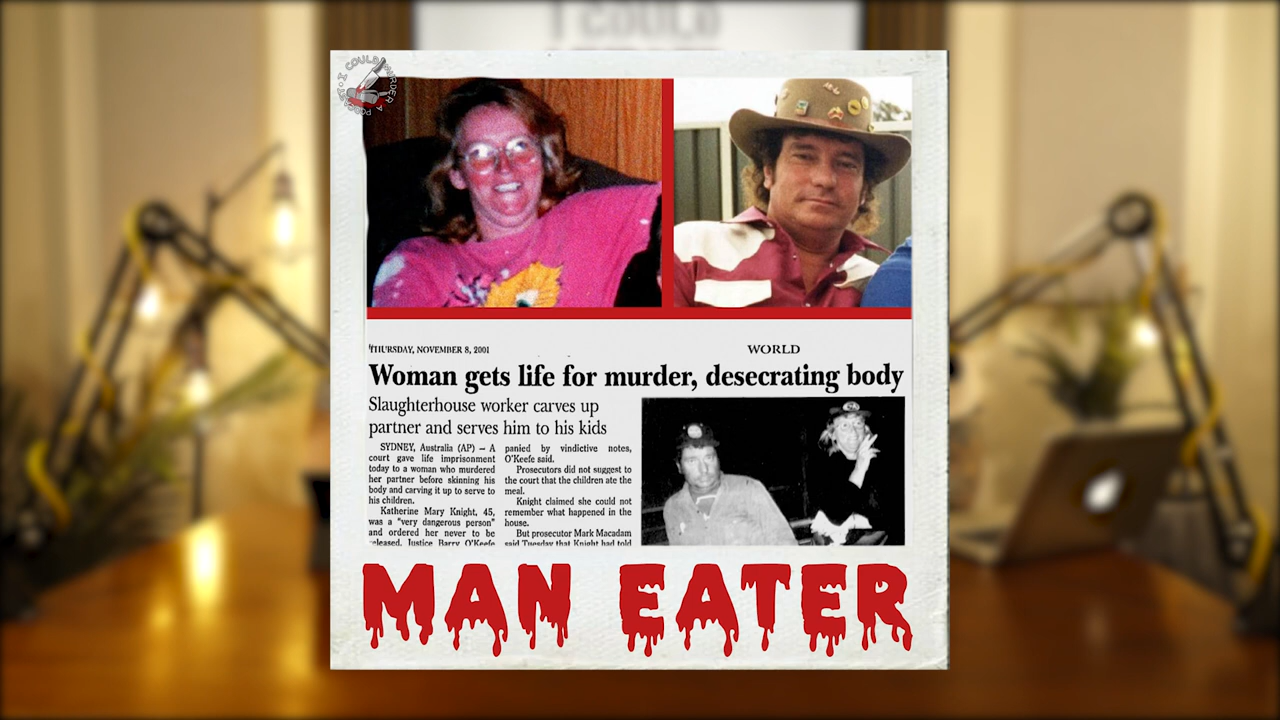 I COULD
I COULD MURDER A PODCAST
THURSDAY, NOVEMBER 8, 2001
WORLD
Woman gets life for murder, desecrating body
Slaughterhouse worker carves up
partner and serves him to his kids
SYDNEY, Australia (AP) – A
court gave life imprisonment
today to a woman who murdered
her partner before skinning his
body and carving it up to serve to
his children.
Katherine Mary Knight, 45,
was a "very dangerous person"
and ordered her never to be
released, Justice Barry O'Keefe
panied by vindictive notes,
O'Keefe said.
Prosecutors did not suggest to
the court that the children ate the
meal.
Knight claimed she could not
remember what happened in the
house.
But prosecutor Mark Macadam
said Tuesday that Knight had told
MAN EATER